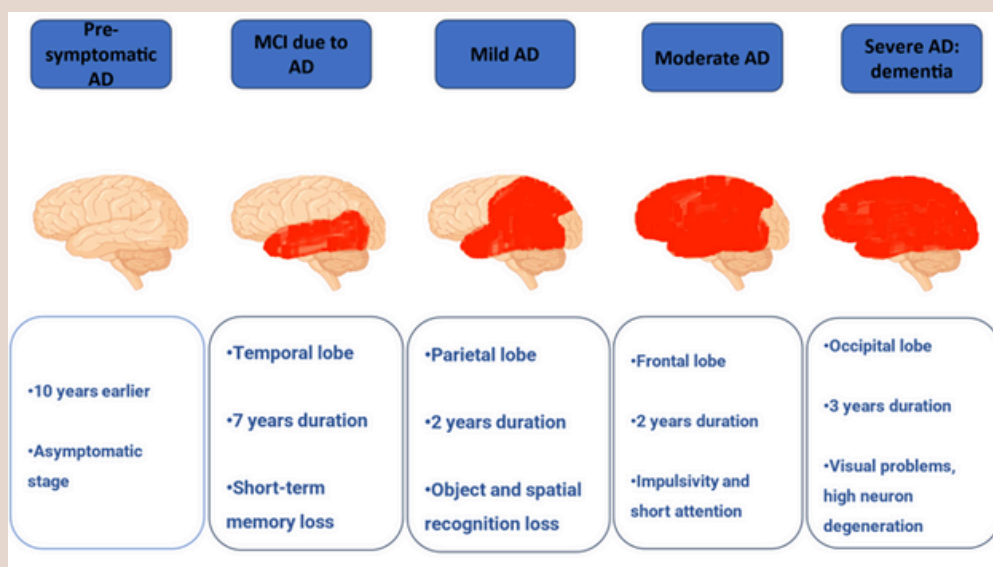 Pre-
symptomatic
AD
MCI due to
AD
Mild AD
Moderate AD
Severe AD:
dementia
•10 years earlier
•Asymptomatic
stage
•Temporal lobe
•7 years duration
•Short-term
memory loss
•Parietal lobe
•2 years duration
•Object and spatial
recognition loss
•Frontal lobe
•2 years duration
•Impulsivity and
short attention
•Occipital lobe
•3 years duration
•Visual problems,
high neuron
degeneration